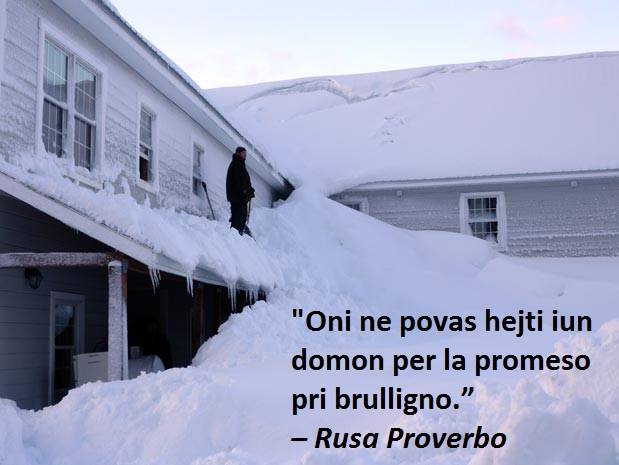 "Oni ne povas hejti iun
domon per la promeso
pri brulligno.”
– Rusa Proverbo